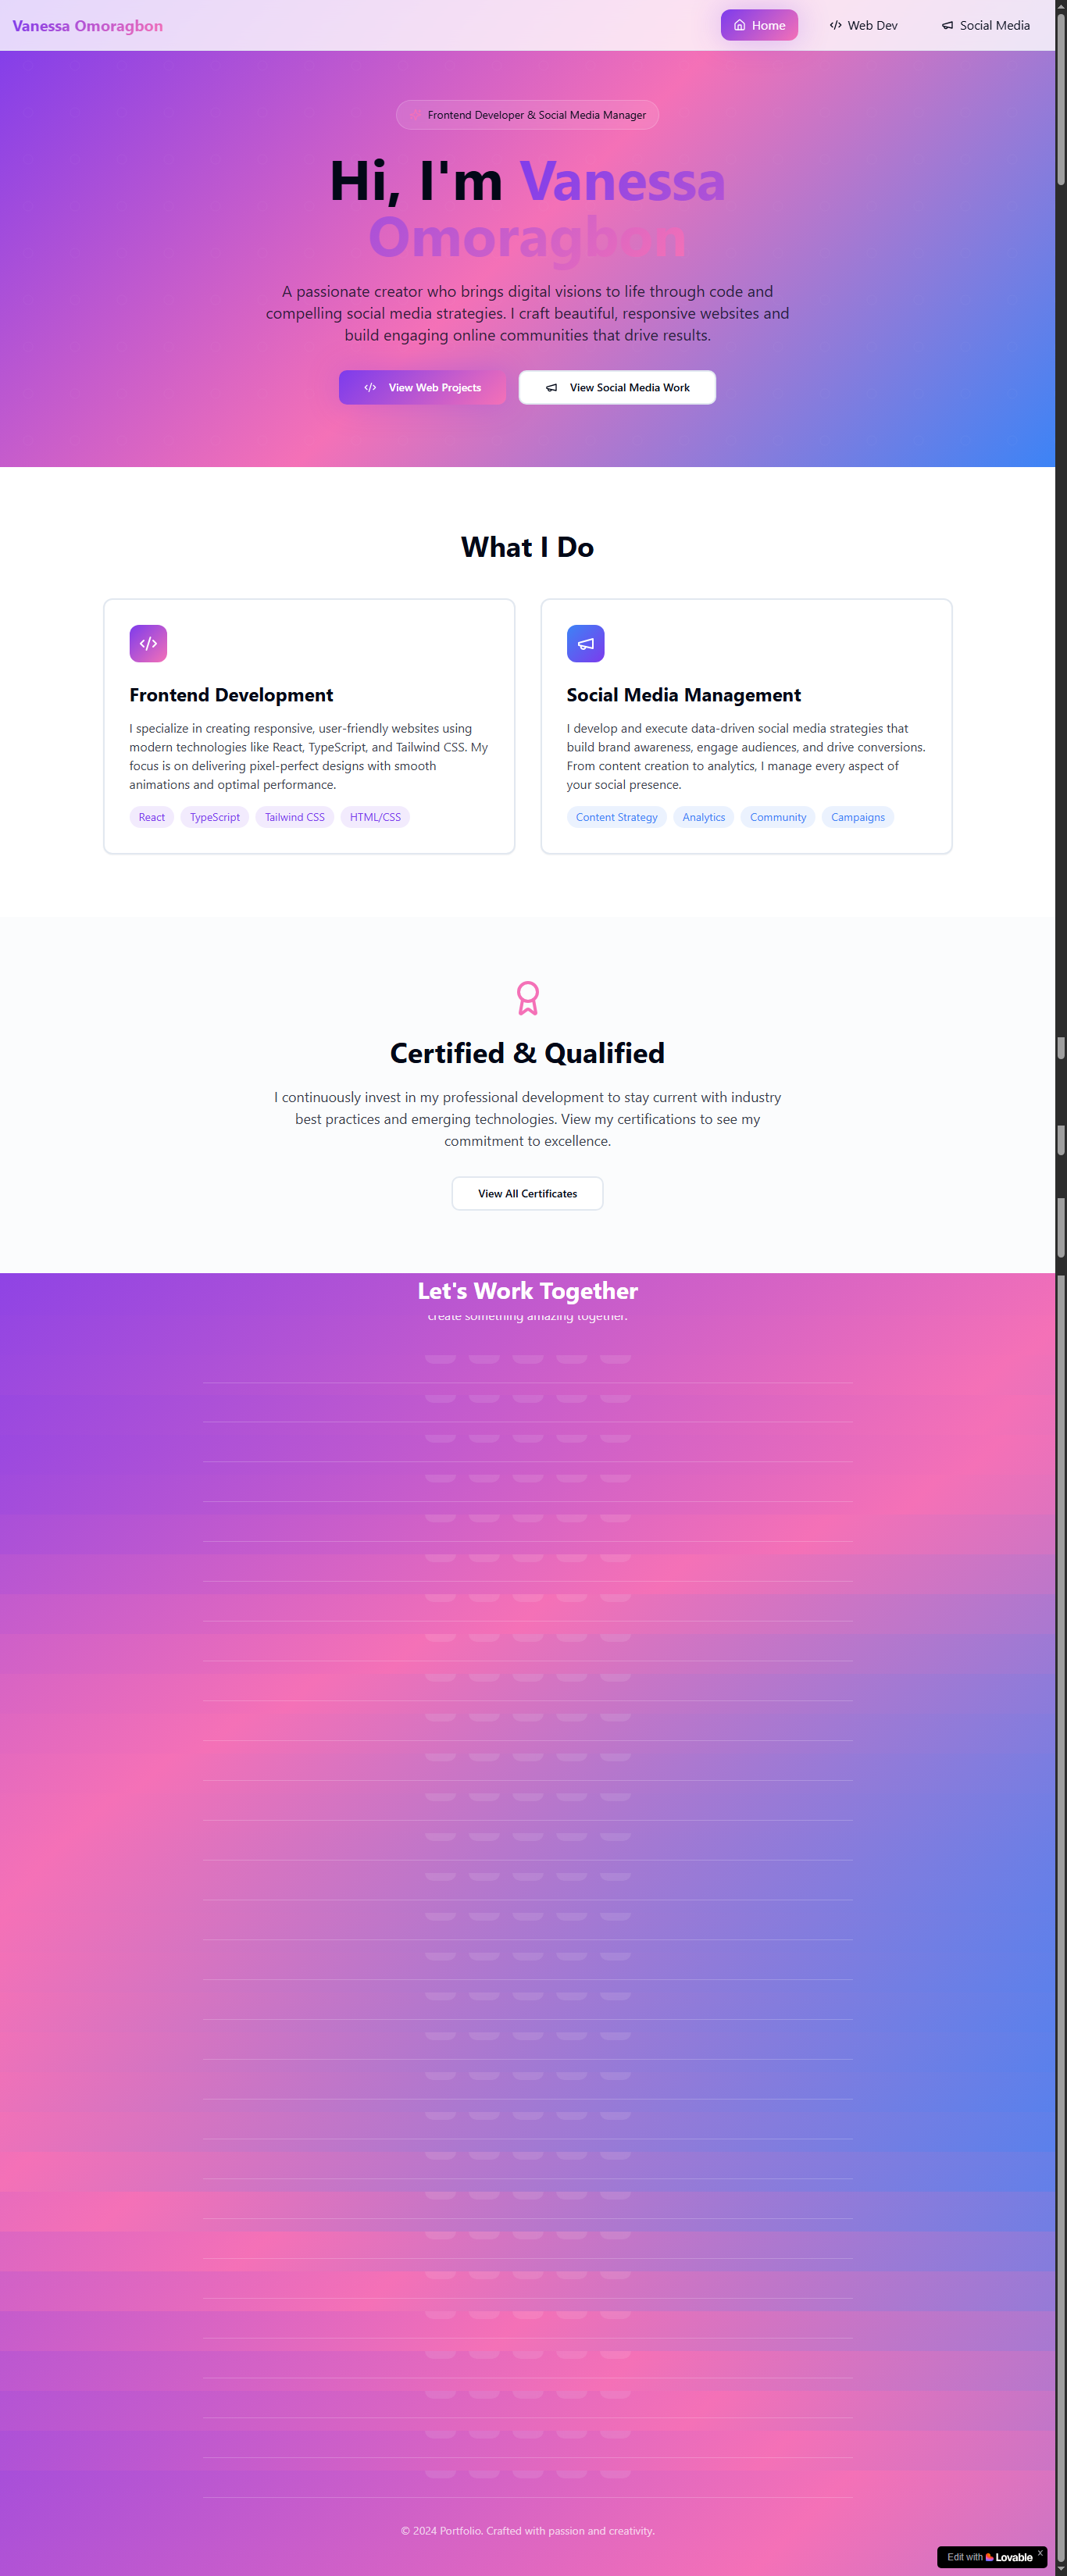 Vanessa Omoragbon
Home
Web Dev
Social Media
Frontend Developer & Social Media Manager
Hi, I'm Vanessa
Omoragbon
A passionate creator who brings digital visions to life through code and
compelling social media strategies. I craft beautiful, responsive websites and
build engaging online communities that drive results.
View Web Projects
View Social Media Work
What I Do
Frontend Development
I specialize in creating responsive, user-friendly websites using
modern technologies like React, TypeScript, and Tailwind CSS. My
focus is on delivering pixel-perfect designs with smooth
animations and optimal performance.
React
TypeScript
Tailwind CSS
HTML/CSS
Social Media Management
I develop and execute data-driven social media strategies that
build brand awareness, engage audiences, and drive conversions.
From content creation to analytics, I manage every aspect of
your social presence.
Content Strategy
Analytics
Community
Campaigns
Certified & Qualified
I continuously invest in my professional development to stay current with industry
best practices and emerging technologies. View my certifications to see my
commitment to excellence.
View All Certificates
Let's Work Together
create something amazing together.
© 2024 Portfolio. Crafted with passion and creativity.
Edit with Lovable X